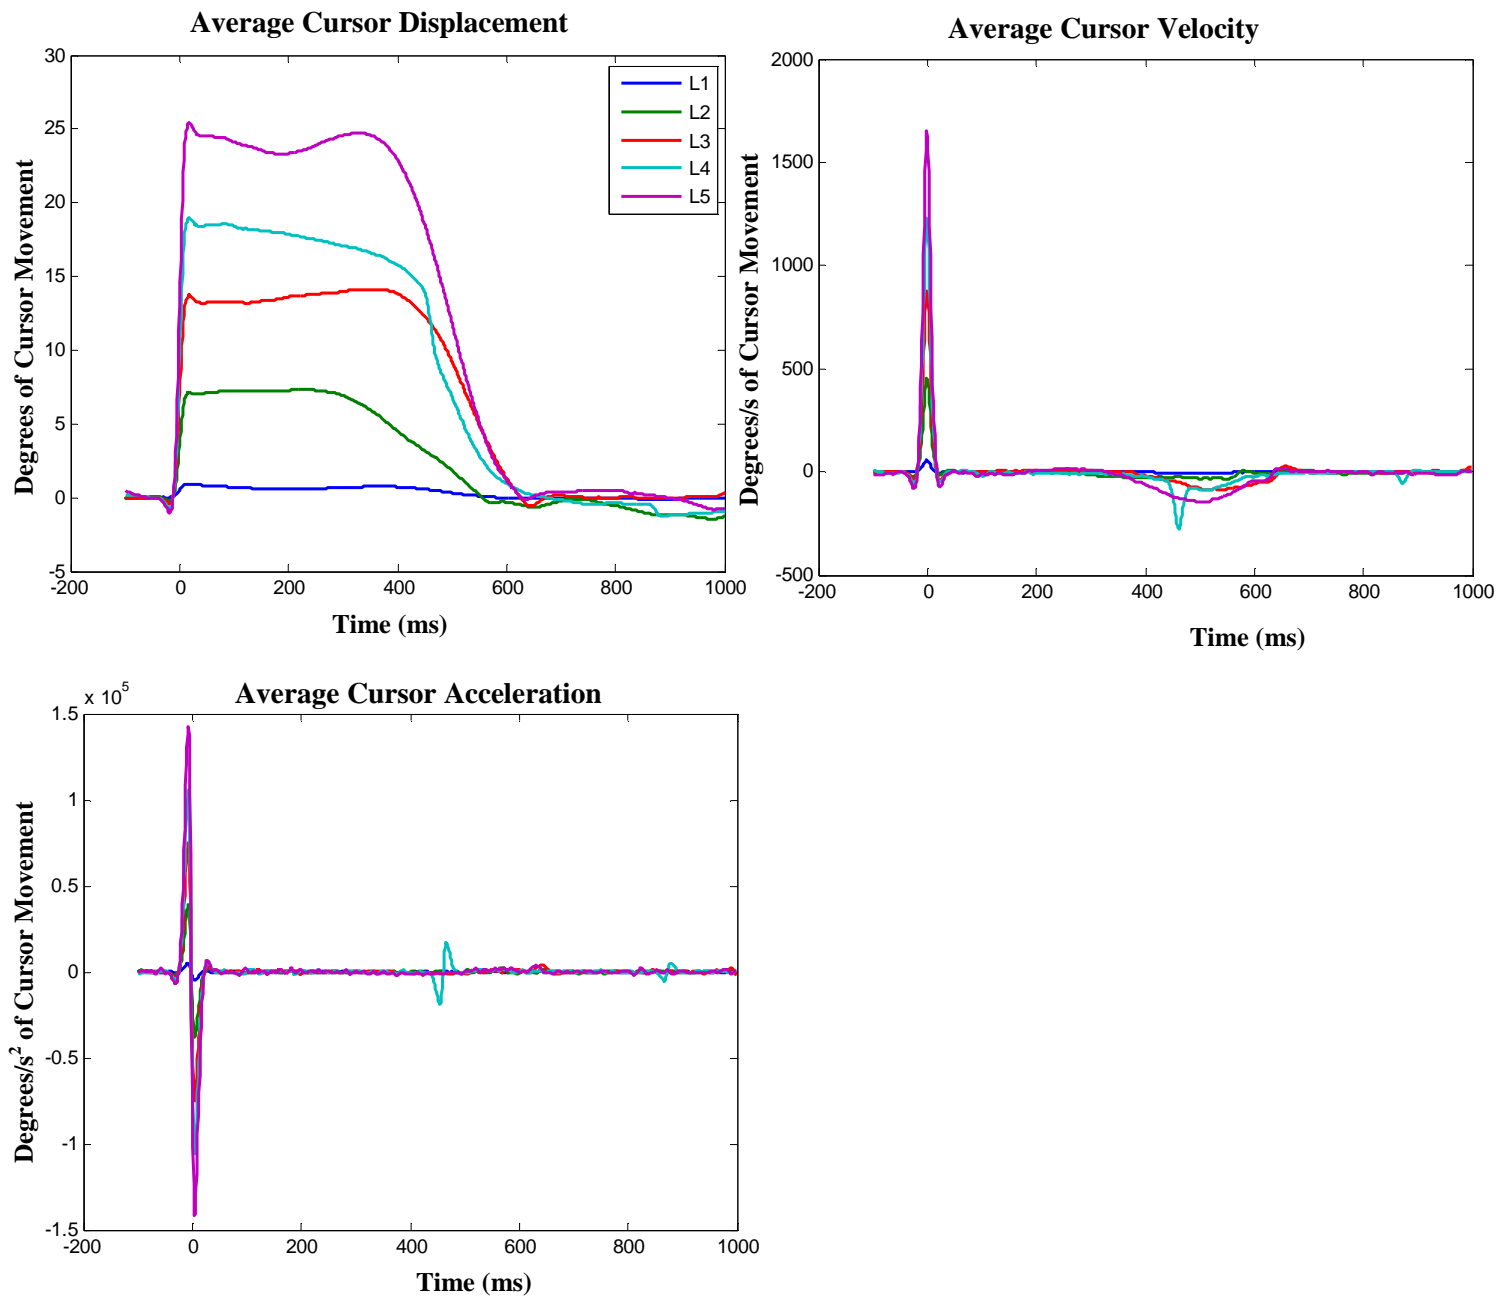 Average Cursor Displacement
30
25
20
15
10
5
0
-5
-200
0
200
400
600
800
1000
Degrees of Cursor Movement
Time (ms)
L1
L2
L3
L4
L5
Average Cursor Velocity
2000
1500
1000
500
0
-500
-200
0
200
400
600
800
1000
Degrees/s of Cursor Movement
Time (ms)
Average Cursor Acceleration
x 10⁵
1.5
1
0.5
0
-0.5
-1
-1.5
-200
0
200
400
600
800
1000
Degrees/s² of Cursor Movement
Time (ms)